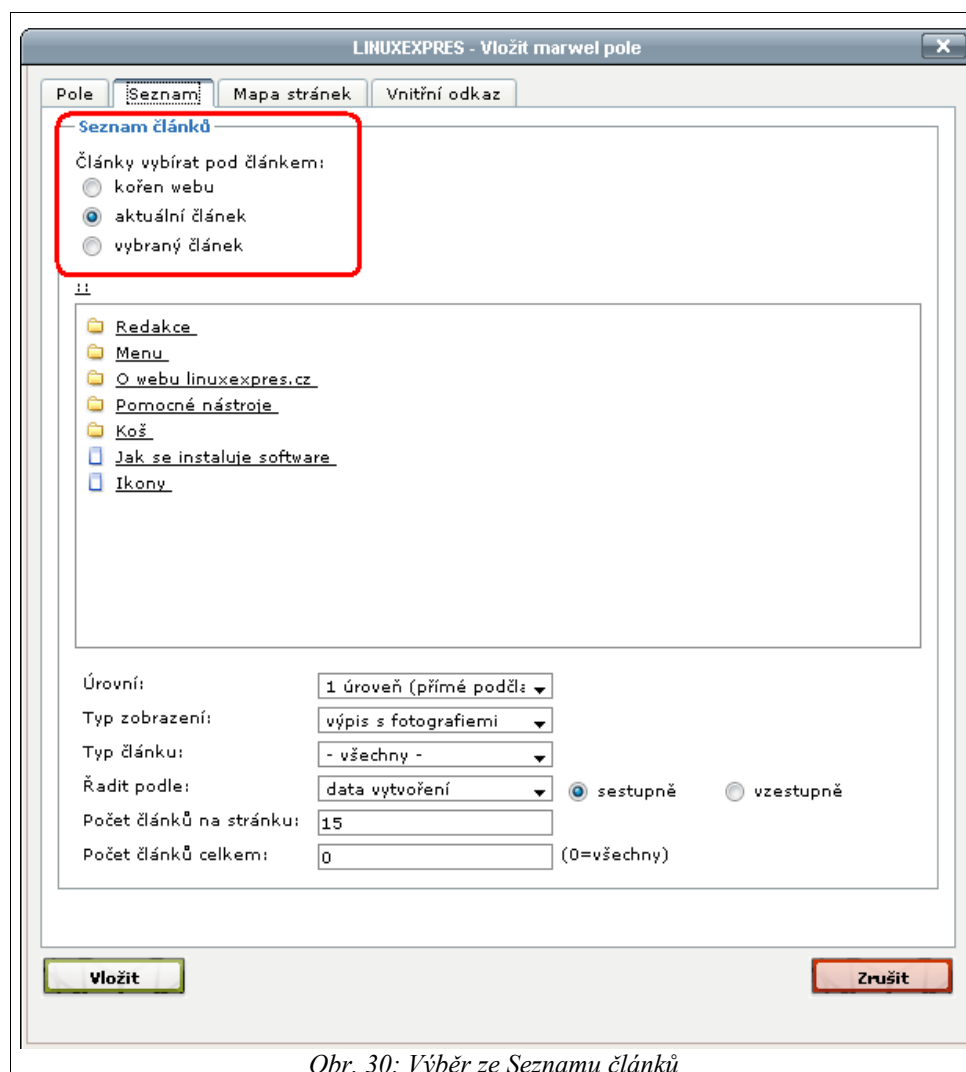 LINUXEXPRES - Vložit marwel pole
Pole Seznam Mapa stránek Vnitřní odkaz
Seznam článků
Články vybírat pod článkem:
kořen webu
aktuální článek
vybraný článek
::
Redakce
Menu
O webu linuxexpres.cz
Pomocné nástroje
Koš
Jak se instaluje software
Ikony
Úrovní: 1 úroveň (přímé podčla
Typ zobrazení: výpis s fotografiemi
Typ článku: - všechny -
Řadit podle: data vytvoření sestupně vzestupně
Počet článků na stránku: 15
Počet článků celkem: 0 (0=všechny)
Vložit Zrušit
Obr. 30: Výběr ze Seznamu článků